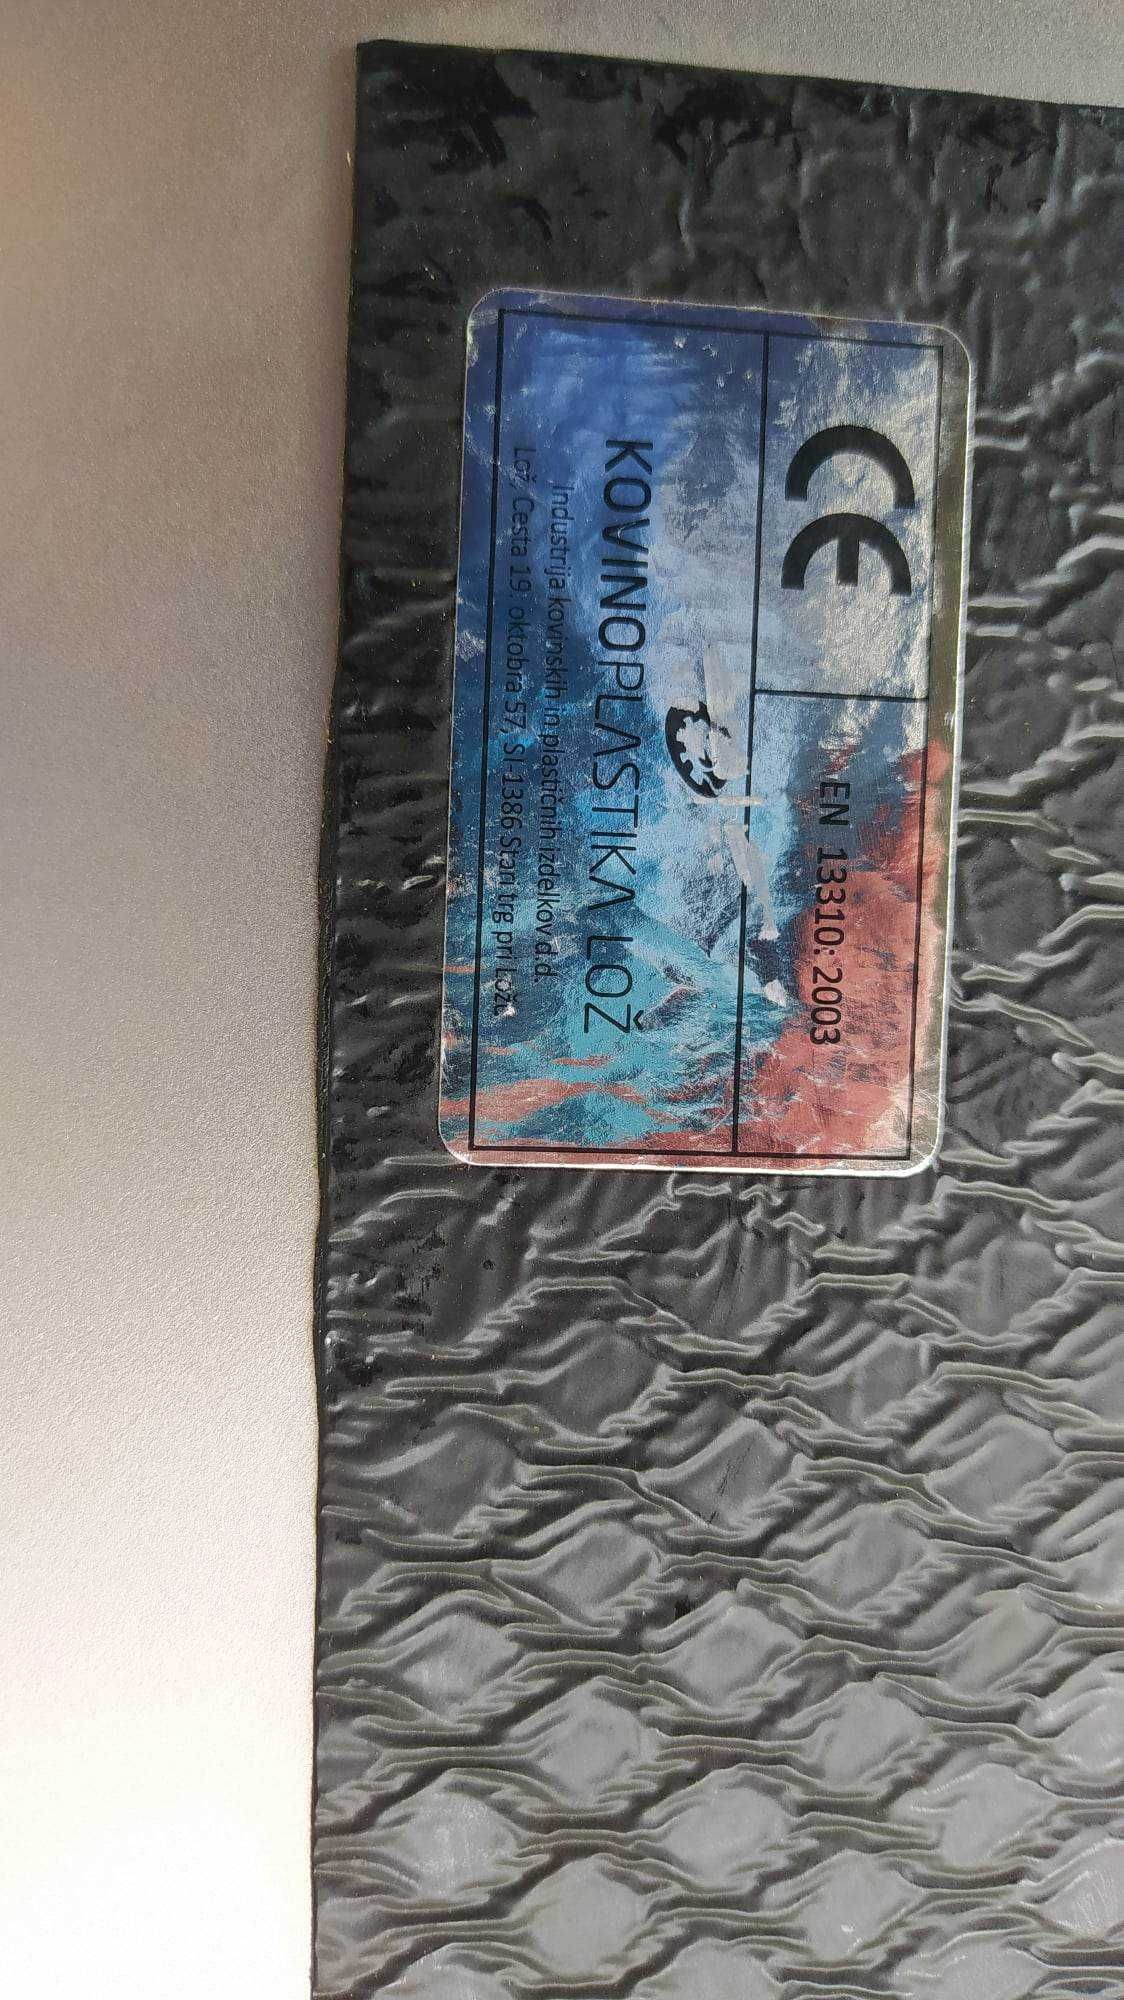 CE
EN 13310: 2003
KOVINOPLASTIKA LOŽ
Industrija kovinskih in plastičnih izdelkov d.d.
Lož, Cesta 19. oktobra 57, SI-1386 Stari trg pri Ložu